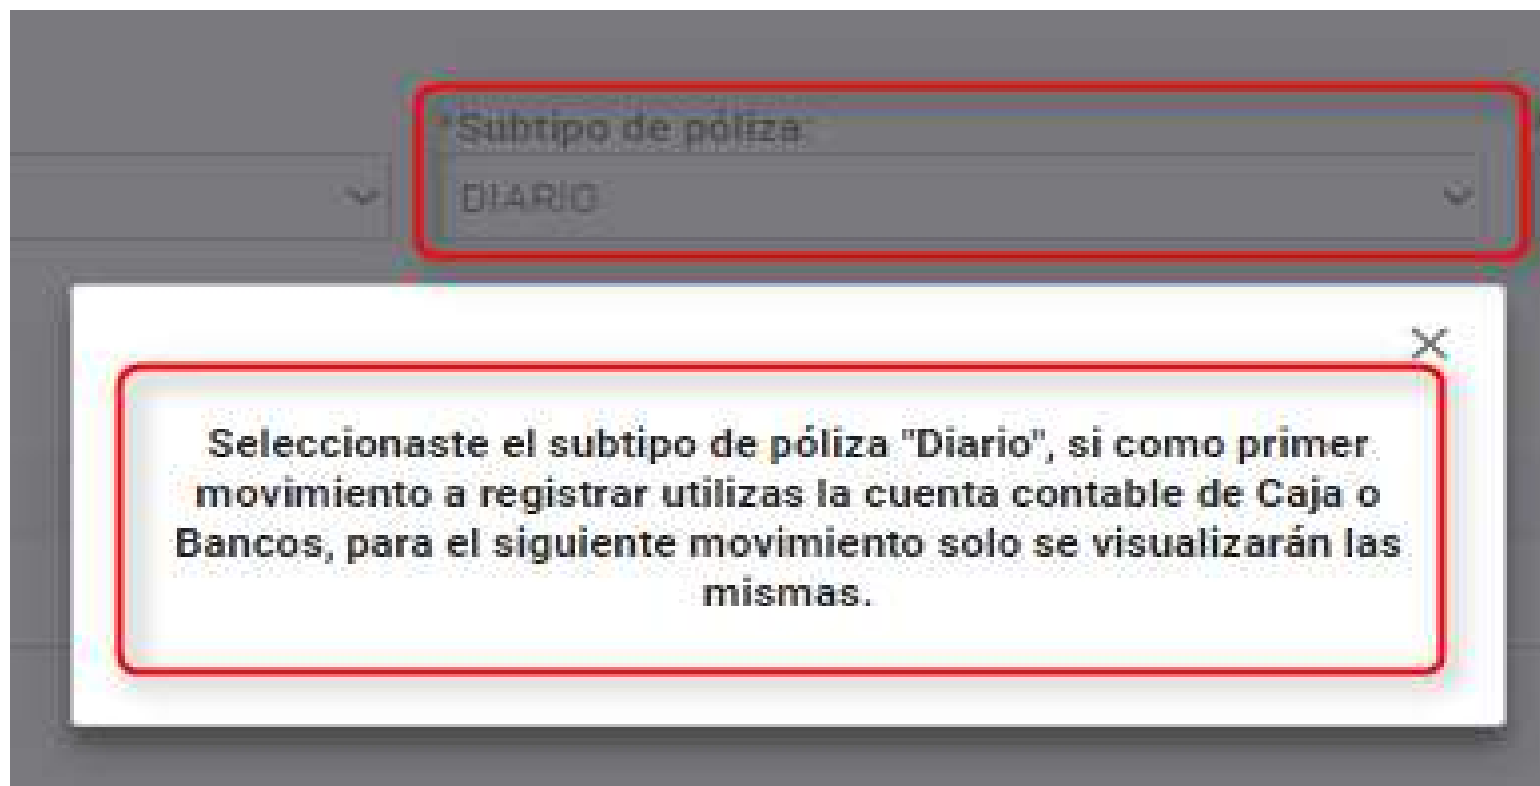 *Subtipo de póliza:
DIARIO
Seleccionaste el subtipo de póliza "Diario", si como primer
movimiento a registrar utilizas la cuenta contable de Caja o
Bancos, para el siguiente movimiento solo se visualizarán las
mismas.